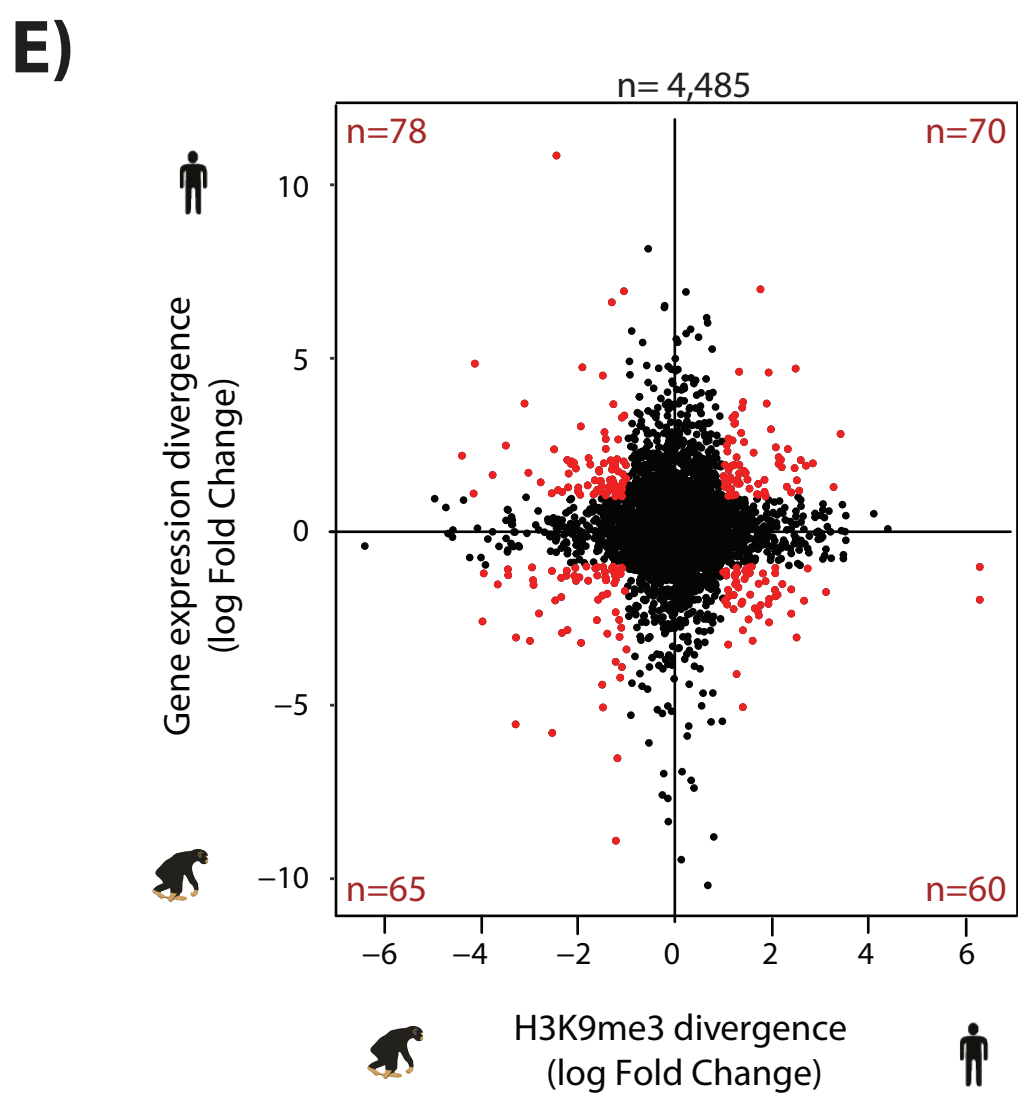 E)
n= 4,485
n=78
n=70
10
5
0
−5
−10
Gene expression divergence
(log Fold Change)
n=65
n=60
−6
−4
−2
0
2
4
6
H3K9me3 divergence
(log Fold Change)